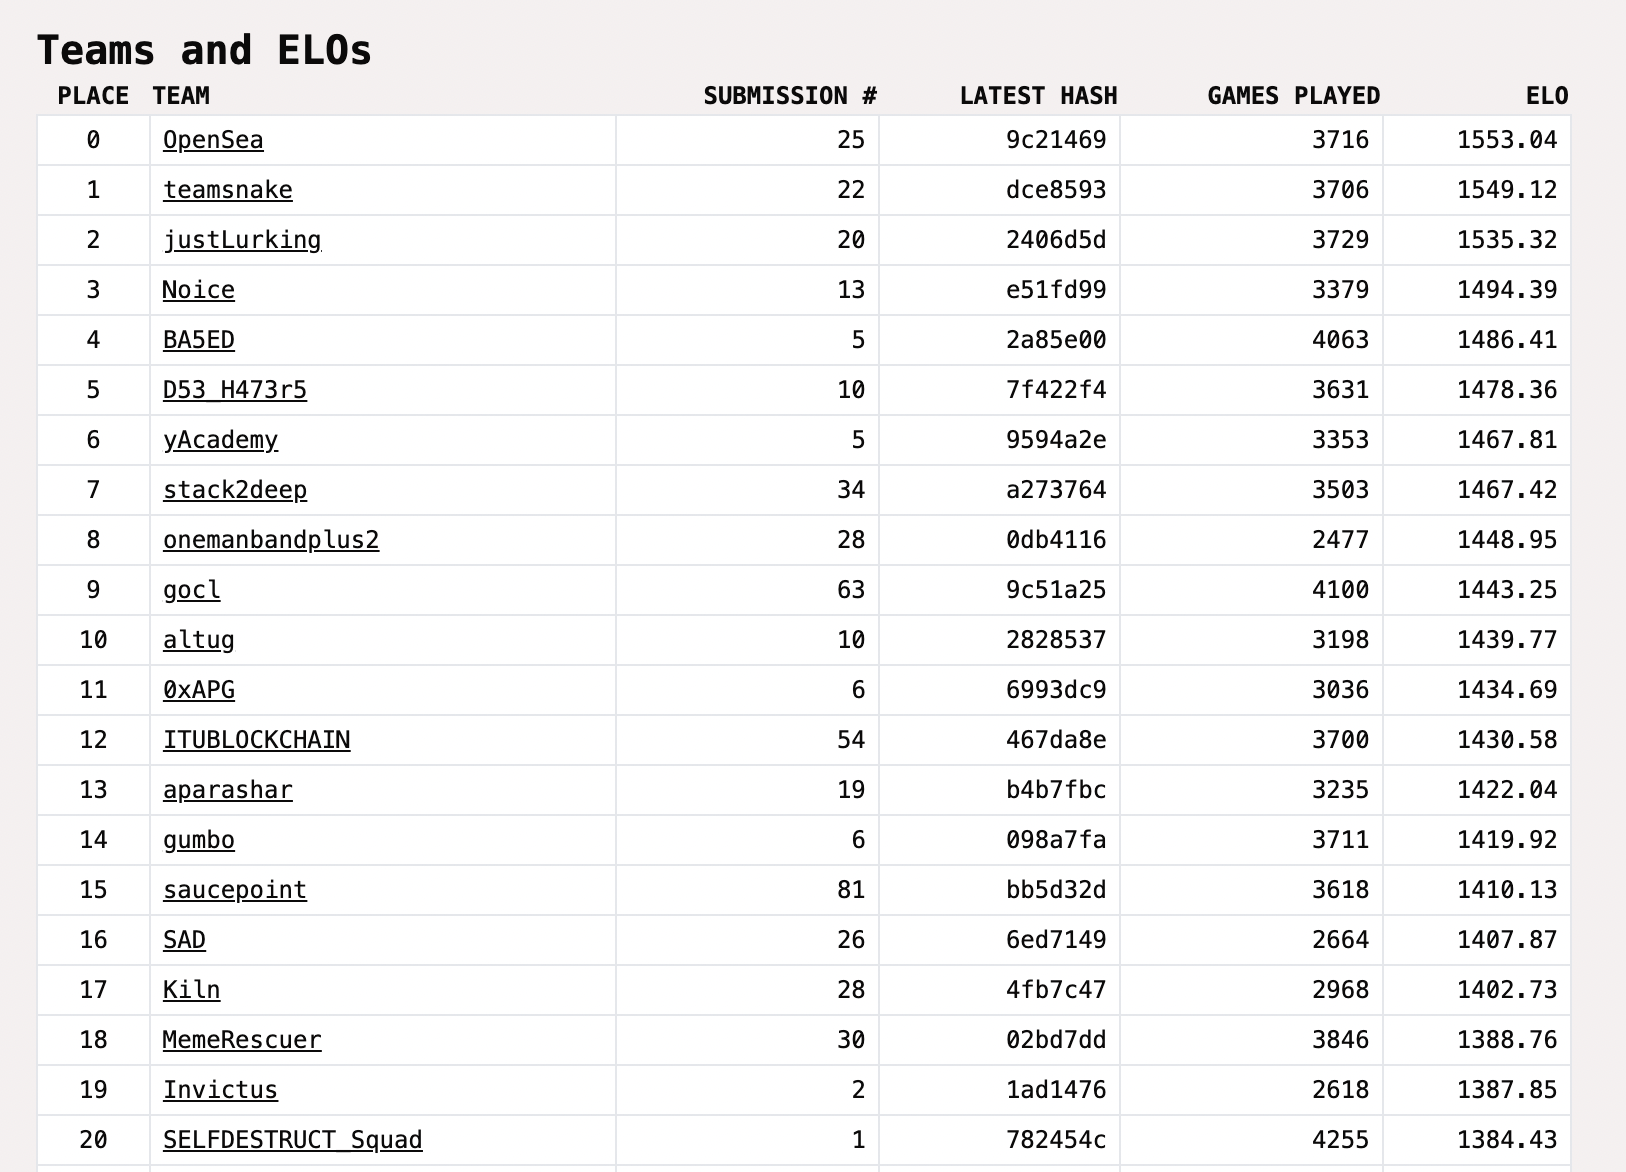 Teams and ELOs
PLACE TEAM SUBMISSION # LATEST HASH GAMES PLAYED ELO
0 OpenSea 25 9c21469 3716 1553.04
1 teamsnake 22 dce8593 3706 1549.12
2 justLurking 20 2406d5d 3729 1535.32
3 Noice 13 e51fd99 3379 1494.39
4 BA5ED 5 2a85e00 4063 1486.41
5 D53_H473r5 10 7f422f4 3631 1478.36
6 yAcademy 5 9594a2e 3353 1467.81
7 stack2deep 34 a273764 3503 1467.42
8 onemanbandplus2 28 0db4116 2477 1448.95
9 gocl 63 9c51a25 4100 1443.25
10 altug 10 2828537 3198 1439.77
11 0xAPG 6 6993dc9 3036 1434.69
12 ITUBLOCKCHAIN 54 467da8e 3700 1430.58
13 aparashar 19 b4b7fbc 3235 1422.04
14 gumbo 6 098a7fa 3711 1419.92
15 saucepoint 81 bb5d32d 3618 1410.13
16 SAD 26 6ed7149 2664 1407.87
17 Kiln 28 4fb7c47 2968 1402.73
18 MemeRescuer 30 02bd7dd 3846 1388.76
19 Invictus 2 1ad1476 2618 1387.85
20 SELFDESTRUCT_Squad 1 782454c 4255 1384.43